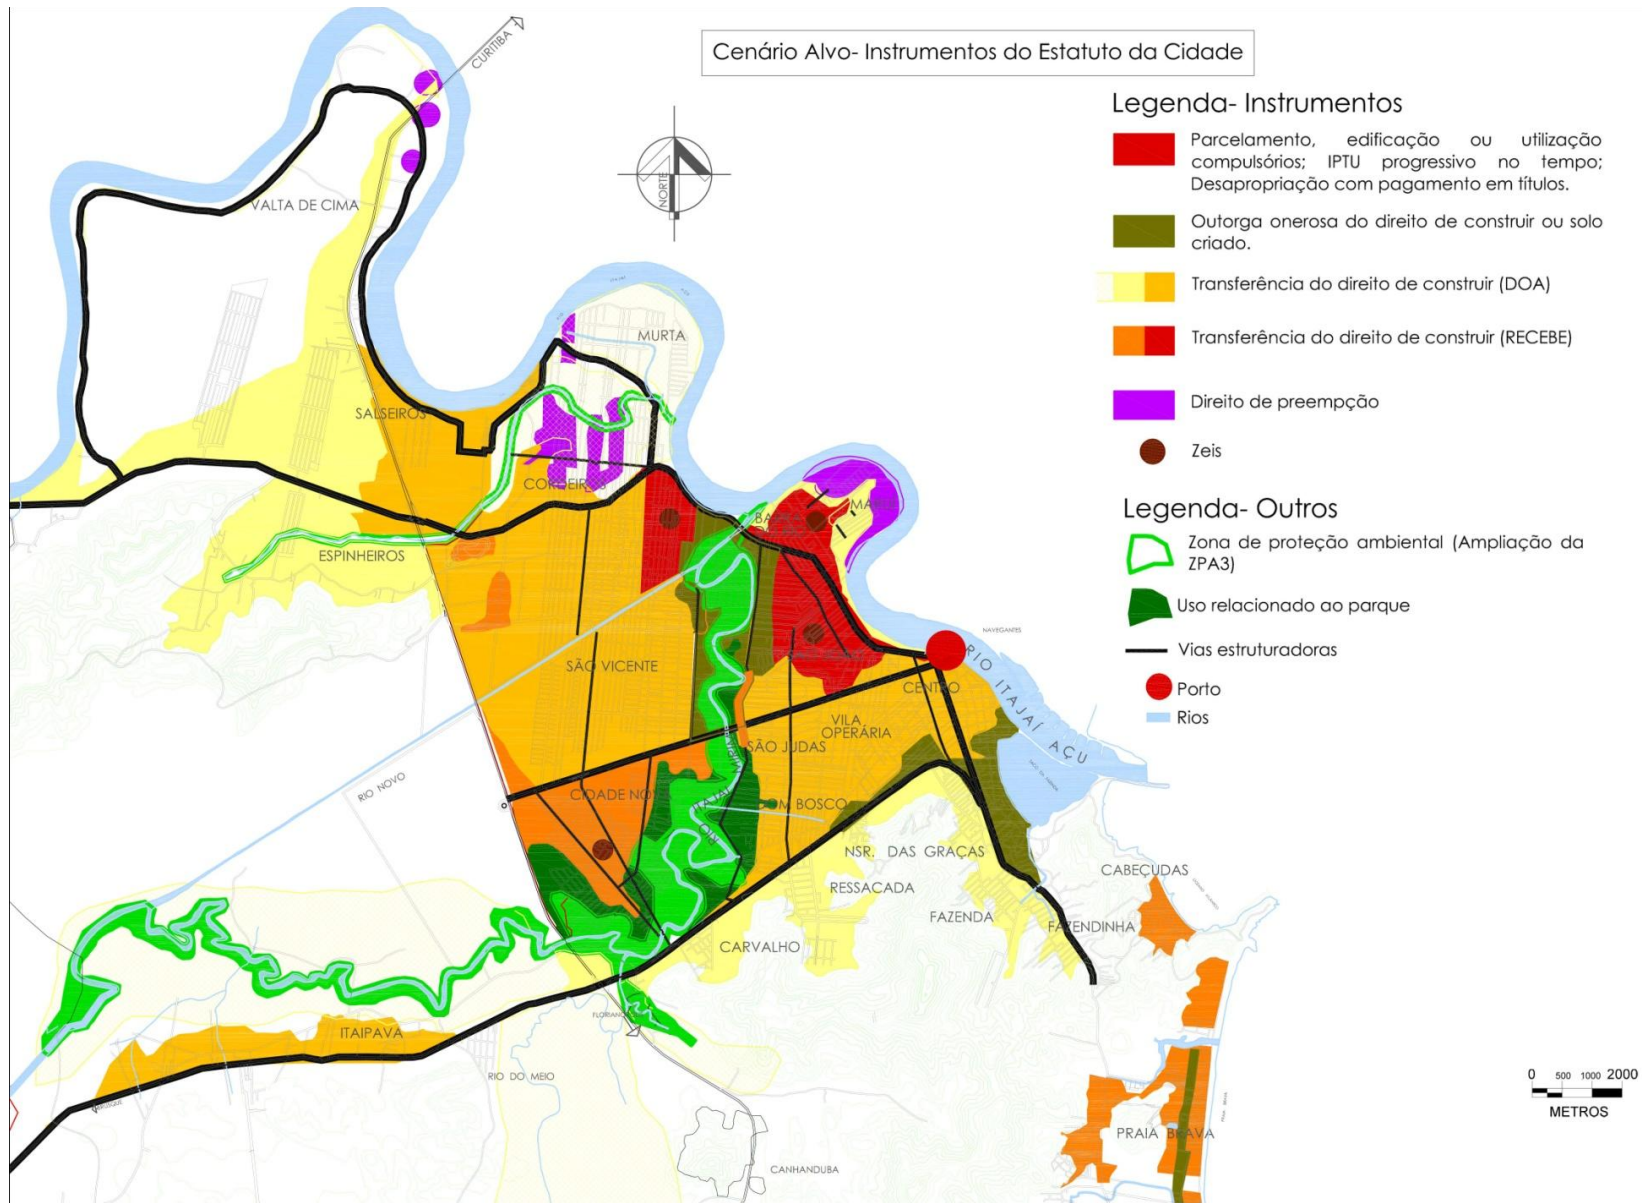 Cenário Alvo- Instrumentos do Estatuto da Cidade
CURITIBA
NORTE
Legenda- Instrumentos
Parcelamento, edificação ou utilização
compulsórios; IPTU progressivo no tempo;
Desapropriação com pagamento em títulos.
Outorga onerosa do direito de construir ou solo
criado.
Transferência do direito de construir (DOA)
Transferência do direito de construir (RECEBE)
Direito de preempção
Zeis
Legenda- Outros
Zona de proteção ambiental (Ampliação da
ZPA3)
Uso relacionado ao parque
Vias estruturadoras
Porto
Rios
VALTA DE CIMA
MURTA
SALSEIROS
CORDEIROS
ESPINHEIROS
NAVEGANTES
RIO ITAJAÍ AÇU
SÃO VICENTE
CENTRO
VILA
OPERÁRIA
SÃO JUDAS
RIO NOVO
CIDADE NOVA
DOM BOSCO
NSR. DAS GRAÇAS
RESSACADA
CABEÇUDAS
FAZENDA
FAZENDINHA
CARVALHO
ITAIPAVA
RIO DO MEIO
CANHANDUBA
PRAIA BRAVA
0 500 1000 2000
METROS